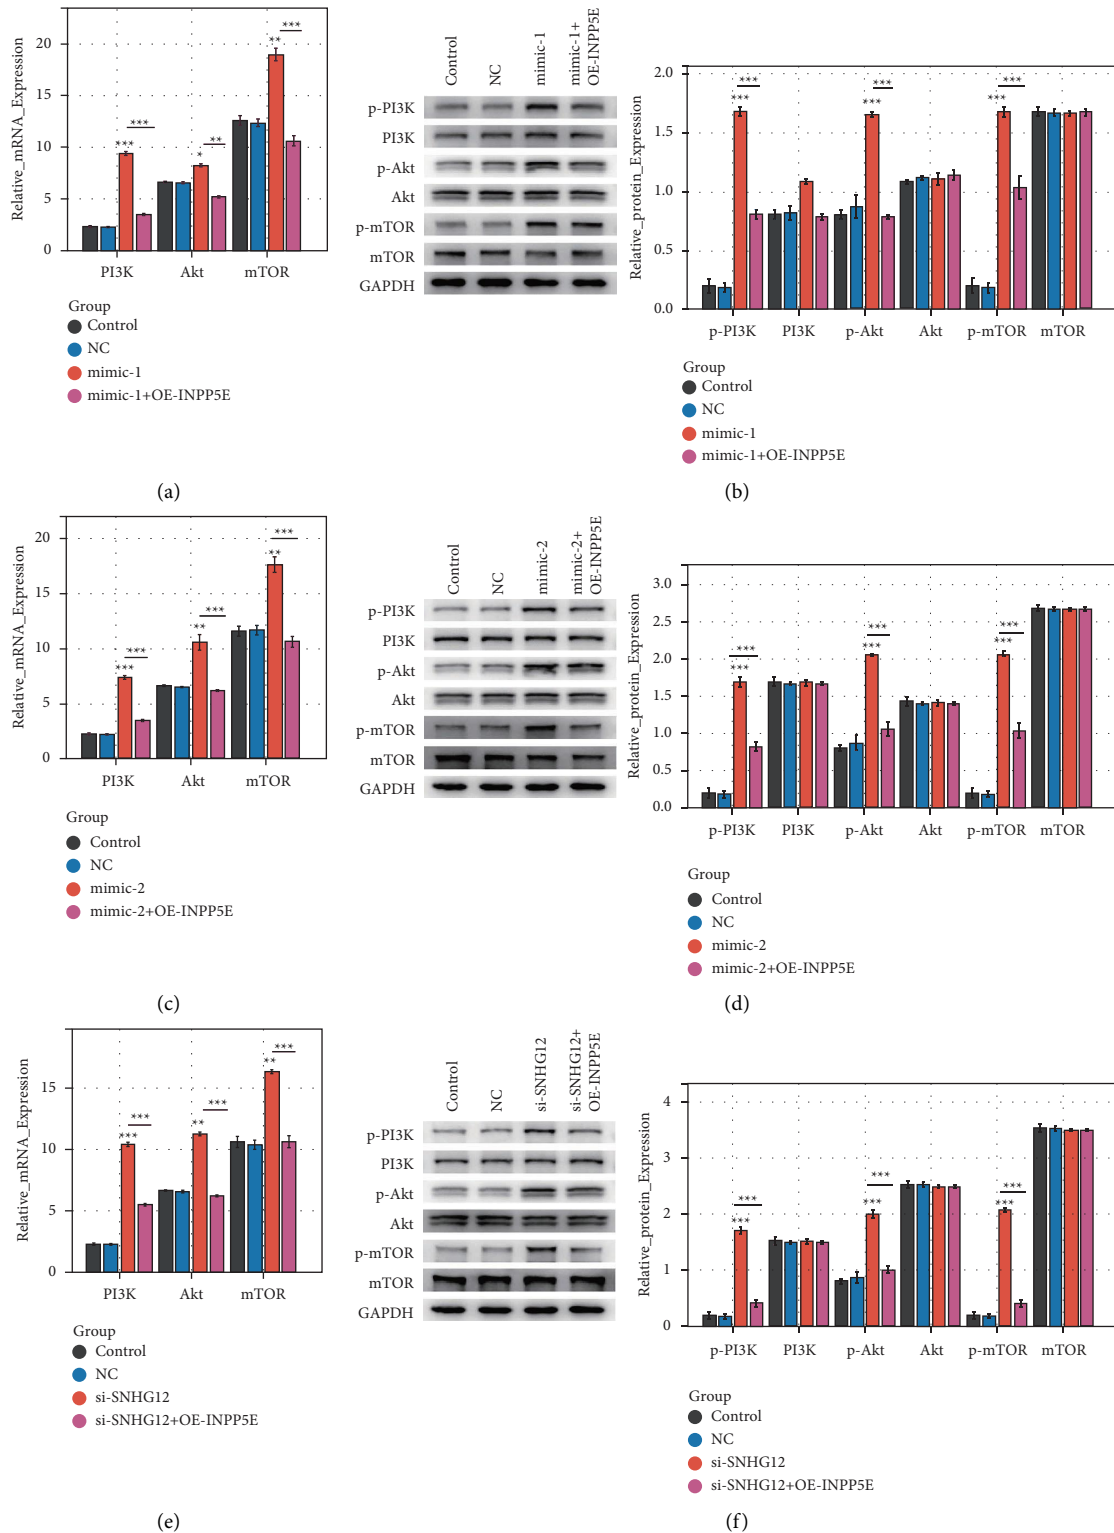 20
15
10
5
0
Relative_mRNA_Expression
*** *** * ** ** ***
PI3K Akt mTOR
Group
Control
NC
mimic-1
mimic-1+OE-INPP5E
(a)
Control NC mimic-1 mimic-1+ OE-INPP5E
p-PI3K
PI3K
p-Akt
Akt
p-mTOR
mTOR
GAPDH
2.0
1.5
1.0
0.5
0.0
Relative_protein_Expression
*** *** *** *** *** ***
p-PI3K PI3K p-Akt Akt p-mTOR mTOR
Group
Control
NC
mimic-1
mimic-1+OE-INPP5E
(b)
20
15
10
5
0
Relative_mRNA_Expression
*** *** ** *** ** ***
PI3K Akt mTOR
Group
Control
NC
mimic-2
mimic-2+OE-INPP5E
(c)
Control NC mimic-2 mimic-2+ OE-INPP5E
p-PI3K
PI3K
p-Akt
Akt
p-mTOR
mTOR
GAPDH
3.0
2.5
2.0
1.5
1.0
0.5
0.0
Relative_protein_Expression
*** *** *** *** *** ***
p-PI3K PI3K p-Akt Akt p-mTOR mTOR
Group
Control
NC
mimic-2
mimic-2+OE-INPP5E
(d)
15
10
5
0
Relative_mRNA_Expression
*** *** ** *** ** ***
PI3K Akt mTOR
Group
Control
NC
si-SNHG12
si-SNHG12+OE-INPP5E
(e)
Control NC si-SNHG12 si-SNHG12+ OE-INPP5E
p-PI3K
PI3K
p-Akt
Akt
p-mTOR
mTOR
GAPDH
4
3
2
1
0
Relative_protein_Expression
*** *** *** *** *** ***
p-PI3K PI3K p-Akt Akt p-mTOR mTOR
Group
Control
NC
si-SNHG12
si-SNHG12+OE-INPP5E
(f)